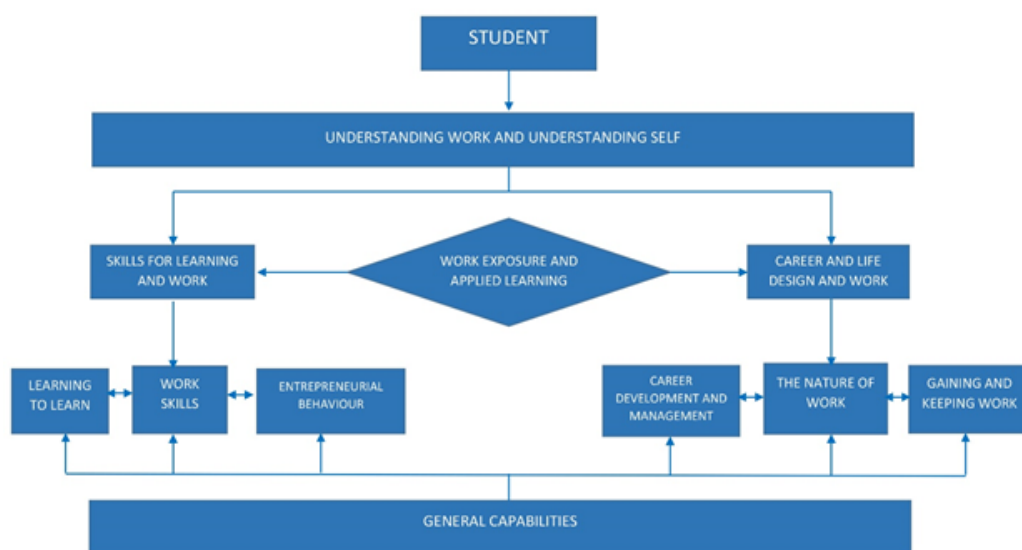 STUDENT
UNDERSTANDING WORK AND UNDERSTANDING SELF
SKILLS FOR LEARNING
AND WORK
WORK EXPOSURE AND
APPLIED LEARNING
CAREER AND LIFE
DESIGN AND WORK
LEARNING
TO LEARN
WORK
SKILLS
ENTREPRENEURIAL
BEHAVIOUR
CAREER
DEVELOPMENT AND
MANAGEMENT
THE NATURE OF
WORK
GAINING AND
KEEPING WORK
GENERAL CAPABILITIES